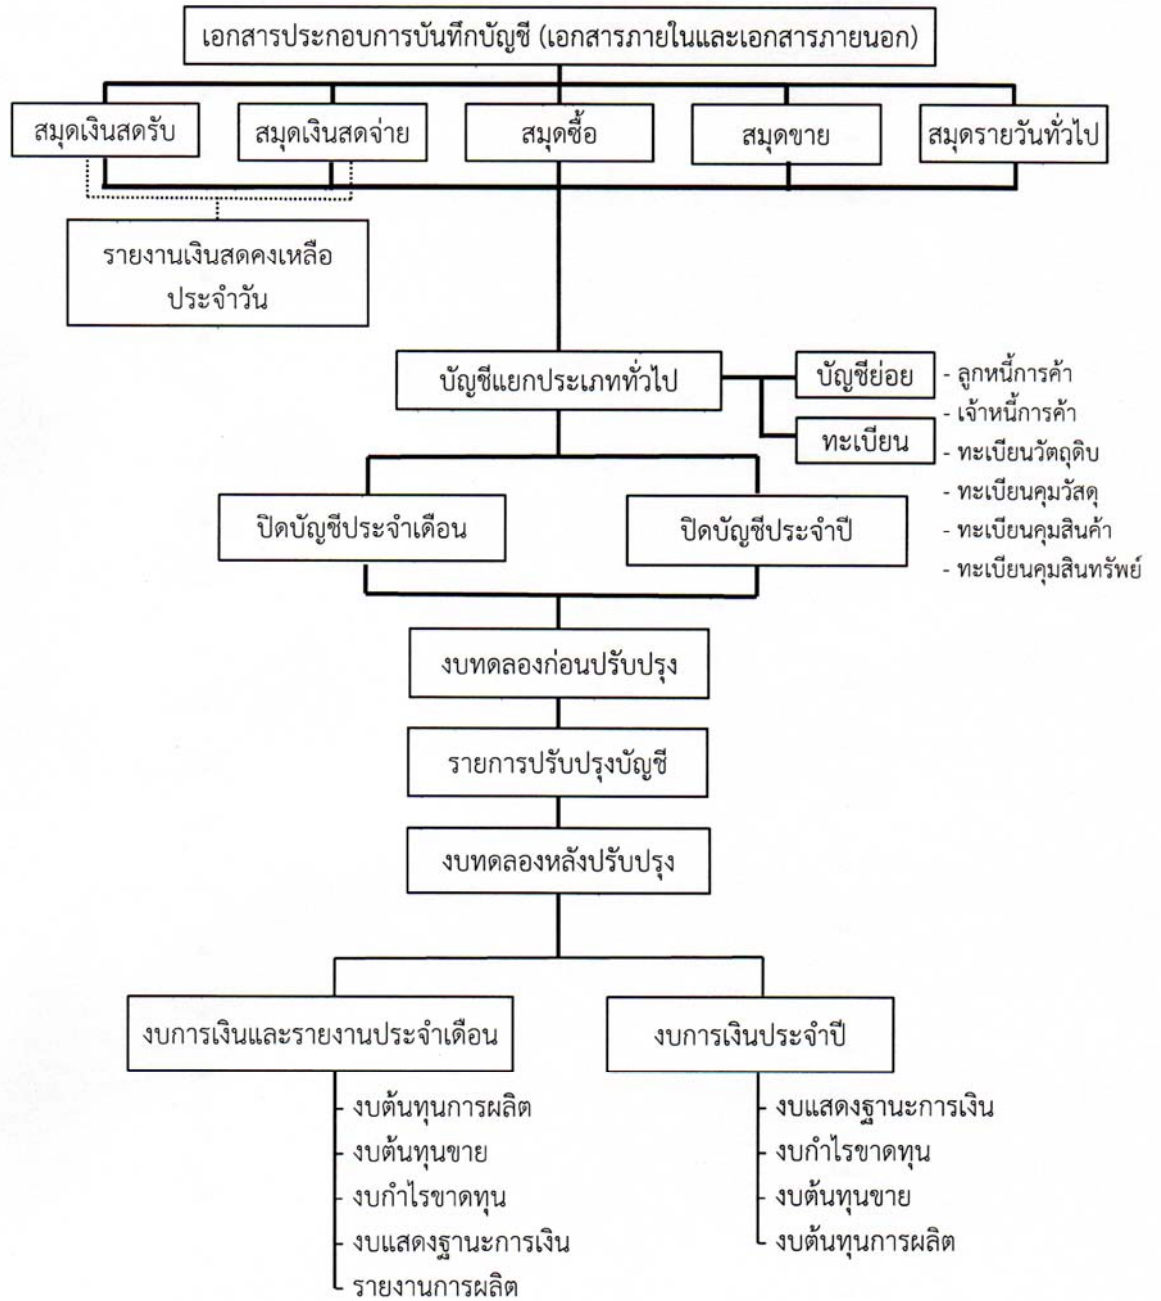 เอกสารประกอบการบันทึกบัญชี (เอกสารภายในและเอกสารภายนอก)
สมุดเงินสดรับ
สมุดเงินสดจ่าย
สมุดซื้อ
สมุดขาย
สมุดรายวันทั่วไป
รายงานเงินสดคงเหลือ
ประจำวัน
บัญชีแยกประเภททั่วไป
บัญชีย่อย
ทะเบียน
- ลูกหนี้การค้า
- เจ้าหนี้การค้า
- ทะเบียนวัตถุดิบ
- ทะเบียนคุมวัสดุ
- ทะเบียนคุมสินค้า
- ทะเบียนคุมสินทรัพย์
ปิดบัญชีประจำเดือน
ปิดบัญชีประจำปี
งบทดลองก่อนปรับปรุง
รายการปรับปรุงบัญชี
งบทดลองหลังปรับปรุง
งบการเงินและรายงานประจำเดือน
- งบต้นทุนการผลิต
- งบต้นทุนขาย
- งบกำไรขาดทุน
- งบแสดงฐานะการเงิน
- รายงานการผลิต
งบการเงินประจำปี
- งบแสดงฐานะการเงิน
- งบกำไรขาดทุน
- งบต้นทุนขาย
- งบต้นทุนการผลิต